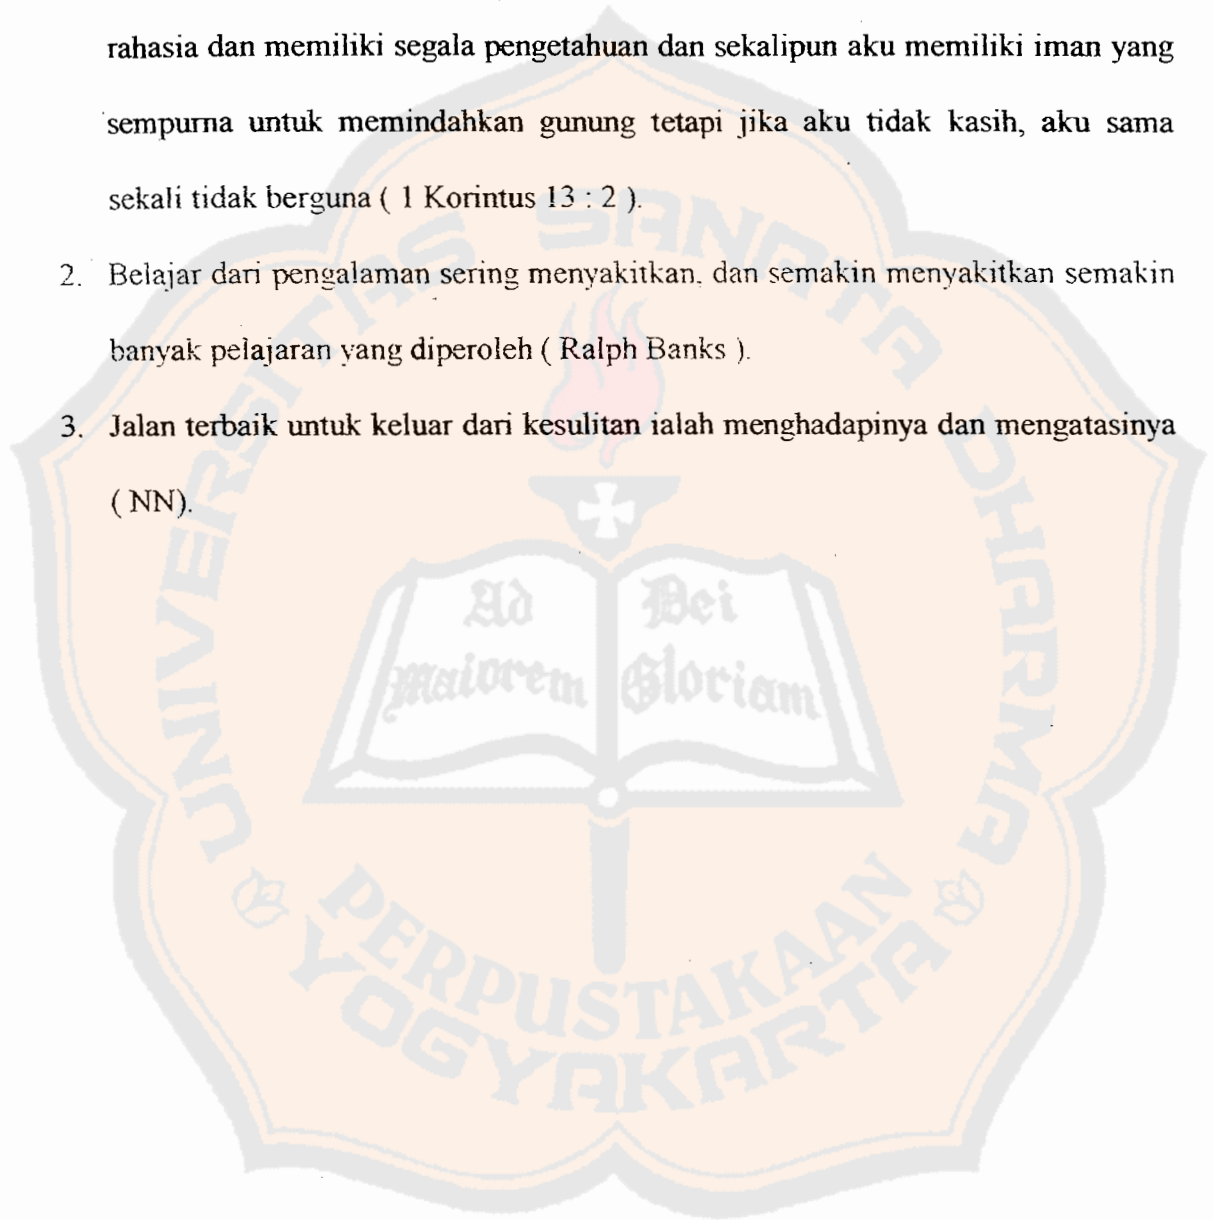 rahasia dan memiliki segala pengetahuan dan sekalipun aku memiliki iman yang
sempurna untuk memindahkan gunung tetapi jika aku tidak kasih, aku sama
sekali tidak berguna ( 1 Korintus 13 : 2 ).
2. Belajar dari pengalaman sering menyakitkan, dan semakin menyakitkan semakin
banyak pelajaran yang diperoleh ( Ralph Banks ).
3. Jalan terbaik untuk keluar dari kesulitan ialah menghadapinya dan mengatasinya
( NN).
UNIVERSITAS SANATA DHARMA
Ad Dei
Maiorem Gloriam
PERPUSTAKAAN
YOGYAKARTA